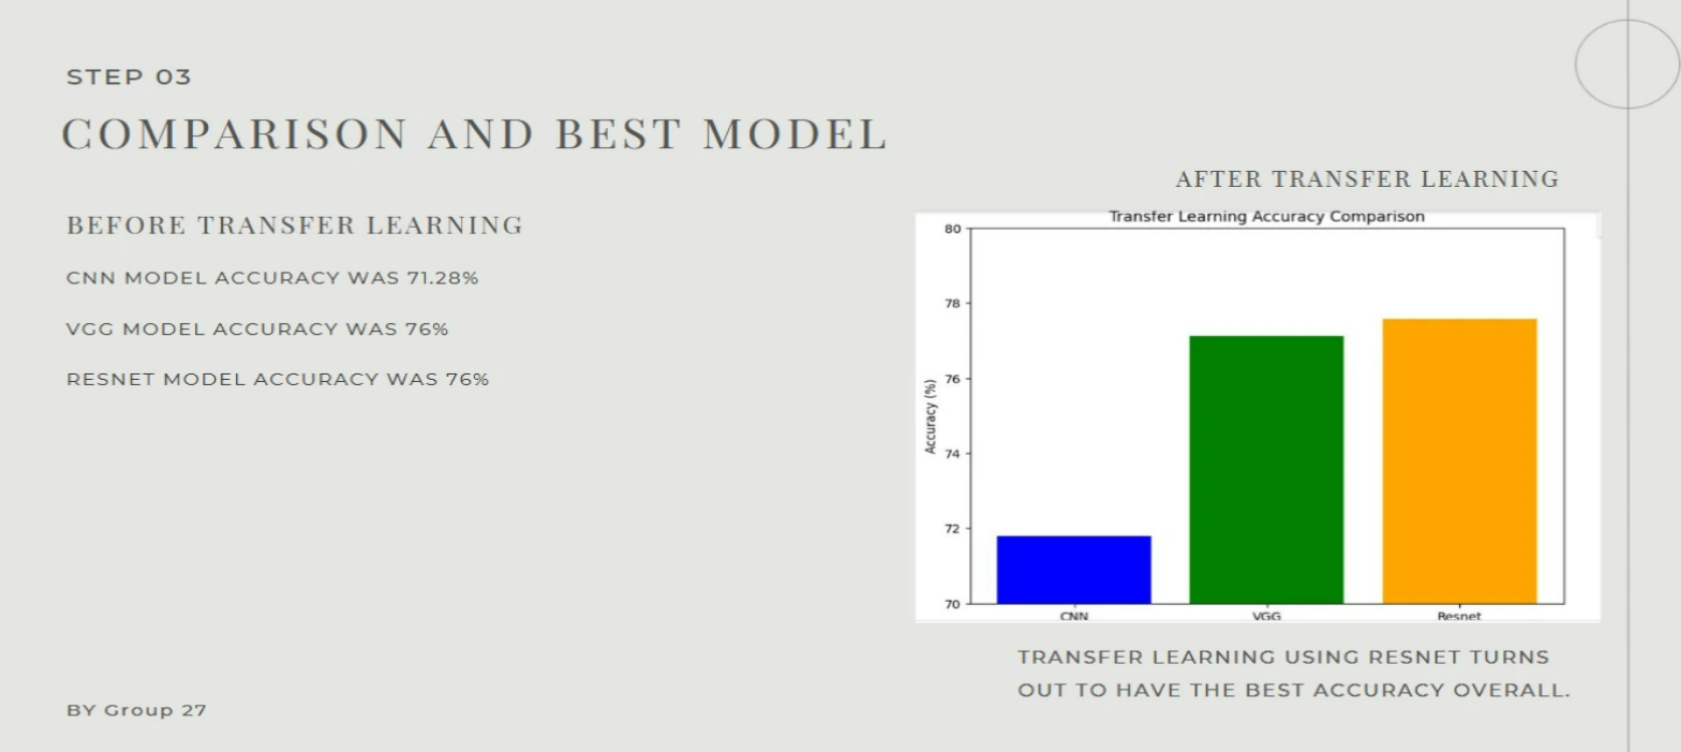 STEP 03
COMPARISON AND BEST MODEL
BEFORE TRANSFER LEARNING
CNN MODEL ACCURACY WAS 71.28%
VGG MODEL ACCURACY WAS 76%
RESNET MODEL ACCURACY WAS 76%
AFTER TRANSFER LEARNING
Transfer Learning Accuracy Comparison
Accuracy (%)
80
78
76
74
72
70
CNN VGG Resnet
TRANSFER LEARNING USING RESNET TURNS
OUT TO HAVE THE BEST ACCURACY OVERALL.
BY Group 27